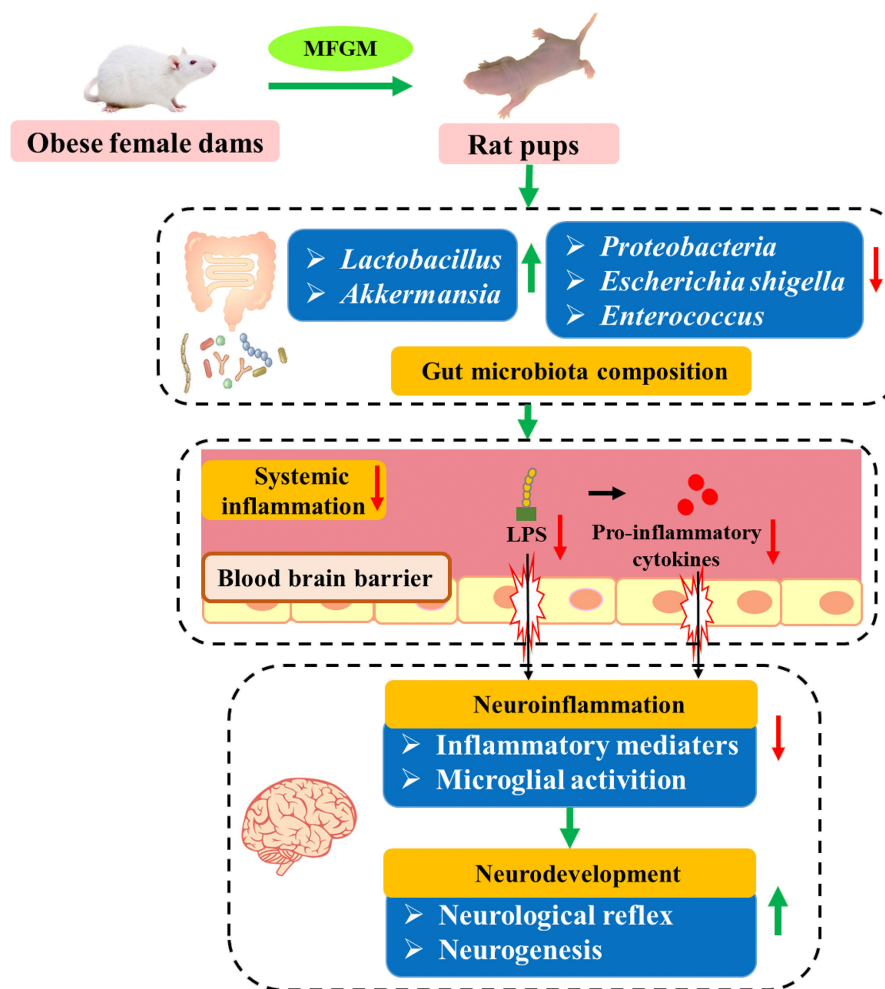 MFGM
Obese female dams
Rat pups
➢ Lactobacillus
➢ Akkermansia
➢ Proteobacteria
➢ Escherichia shigella
➢ Enterococcus
Gut microbiota composition
Systemic
inflammation
LPS
Pro-inflammatory
cytokines
Blood brain barrier
Neuroinflammation
➢ Inflammatory mediaters
➢ Microglial activition
Neurodevelopment
➢ Neurological reflex
➢ Neurogenesis